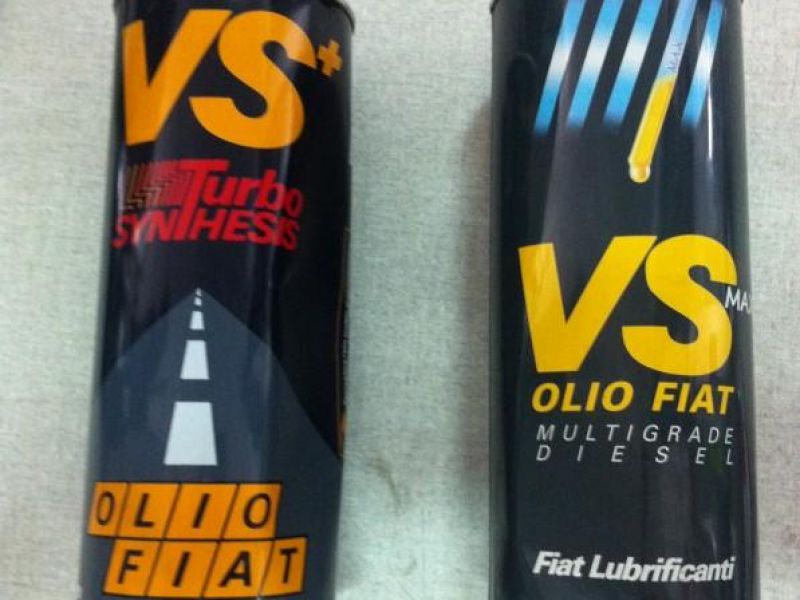 VS+
Turbo
SYNTHESIS
OLIO
FIAT
VS
OLIO FIAT
MULTIGRADE
DIESEL
Fiat Lubrificanti